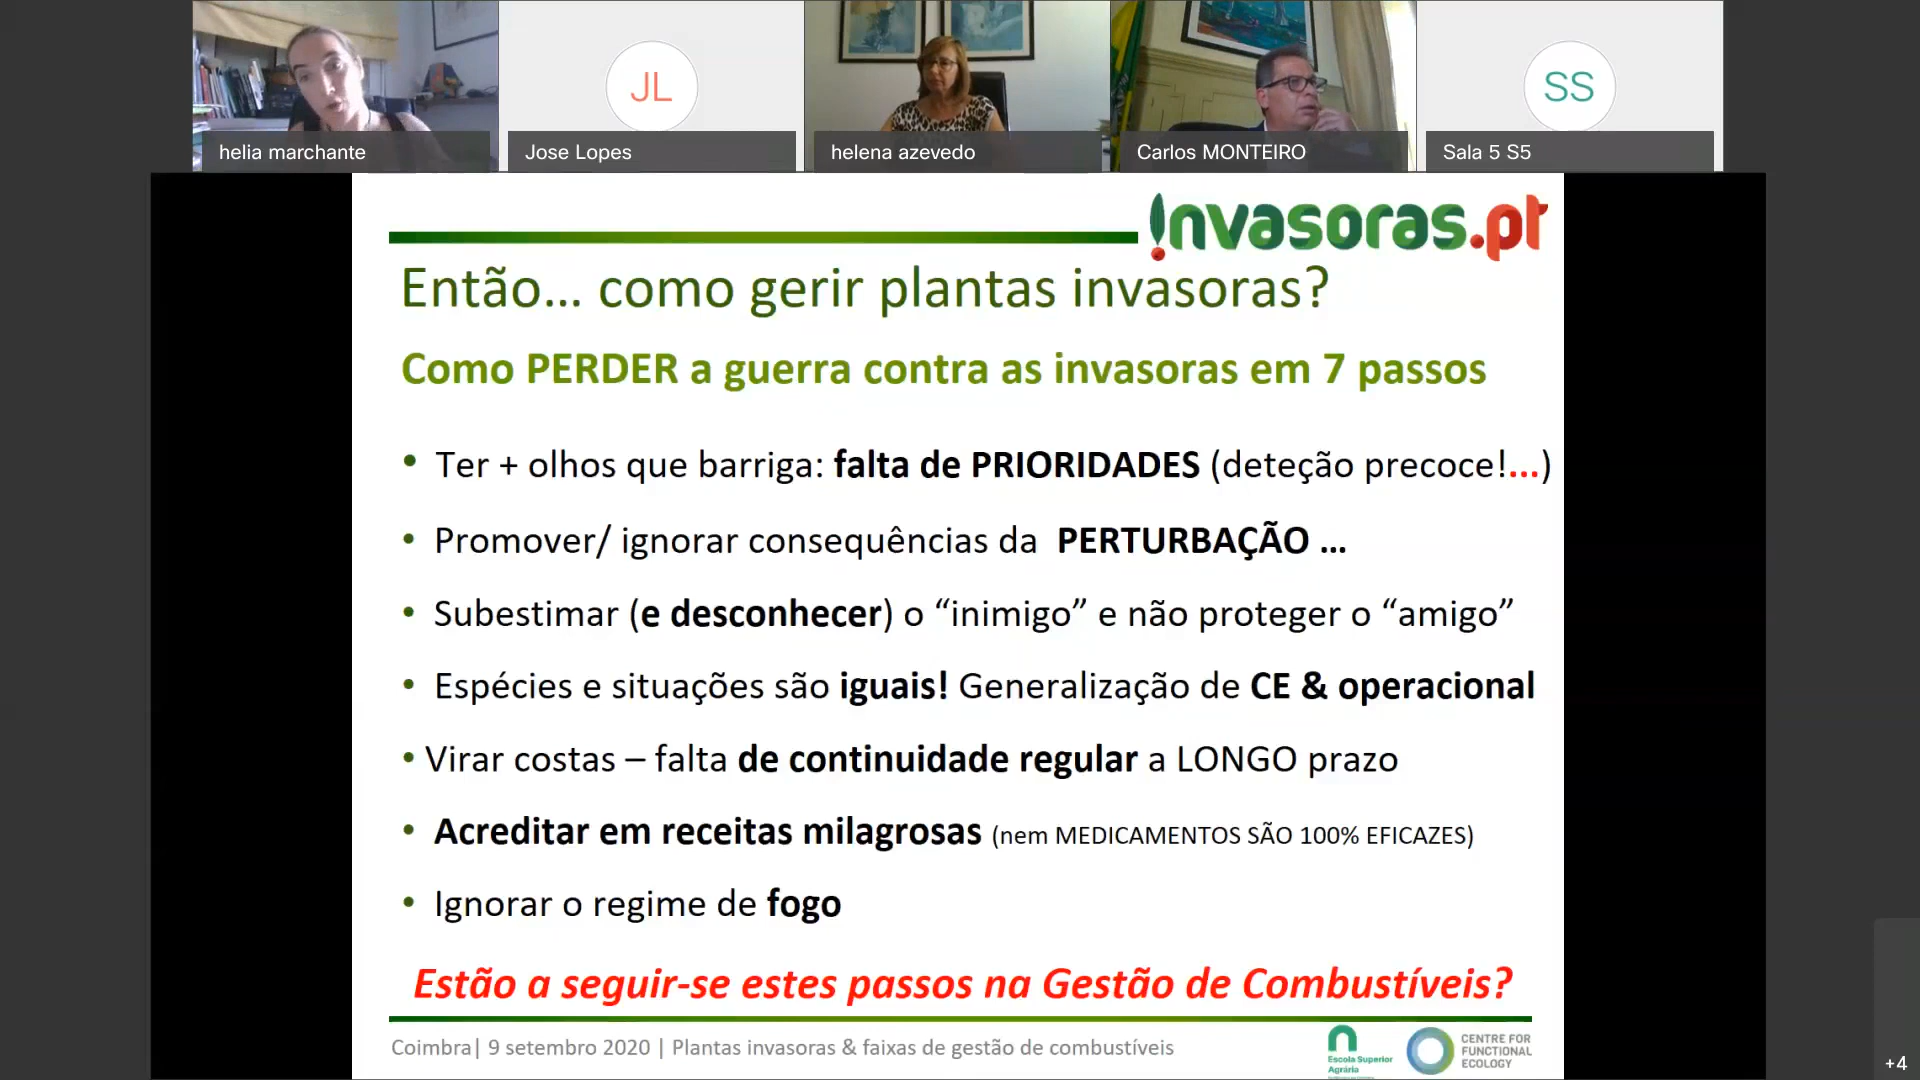 JL
SS
helia marchante
Jose Lopes
helena azevedo
Carlos MONTEIRO
Sala 5 S5
invasoras.pt
Então... como gerir plantas invasoras?
Como PERDER a guerra contra as invasoras em 7 passos
• Ter + olhos que barriga: falta de PRIORIDADES (deteção precoce!...)
• Promover/ ignorar consequências da PERTURBAÇÃO ...
• Subestimar (e desconhecer) o “inimigo” e não proteger o “amigo”
• Espécies e situações são iguais! Generalização de CE & operacional
• Virar costas – falta de continuidade regular a LONGO prazo
• Acreditar em receitas milagrosas (nem MEDICAMENTOS SÃO 100% EFICAZES)
• Ignorar o regime de fogo
Estão a seguir-se estes passos na Gestão de Combustíveis?
Coimbra| 9 setembro 2020 | Plantas invasoras & faixas de gestão de combustíveis
Escola Superior
Agrária
CENTRE FOR
FUNCTIONAL
ECOLOGY
+4